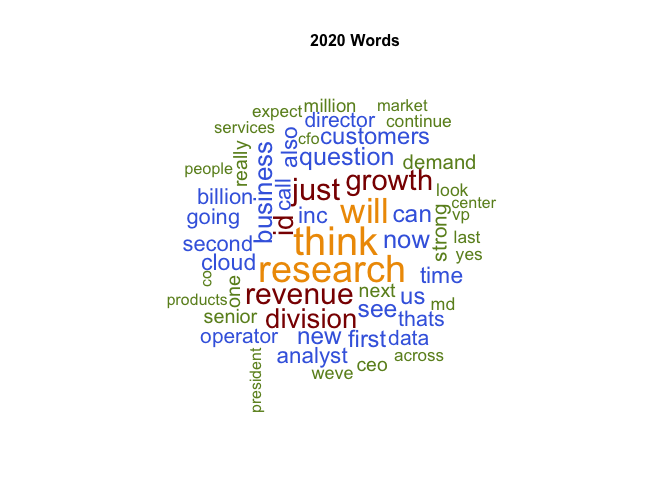 2020 Words
expect million market
services director continue
cfo customers
really business also question demand
people just growth look
billion call center
going id inc will can strong vp
second think now last
cloud yes
co one research time
products revenue next us md
senior division see thats
operator new first data
analyst across
president weve ceo